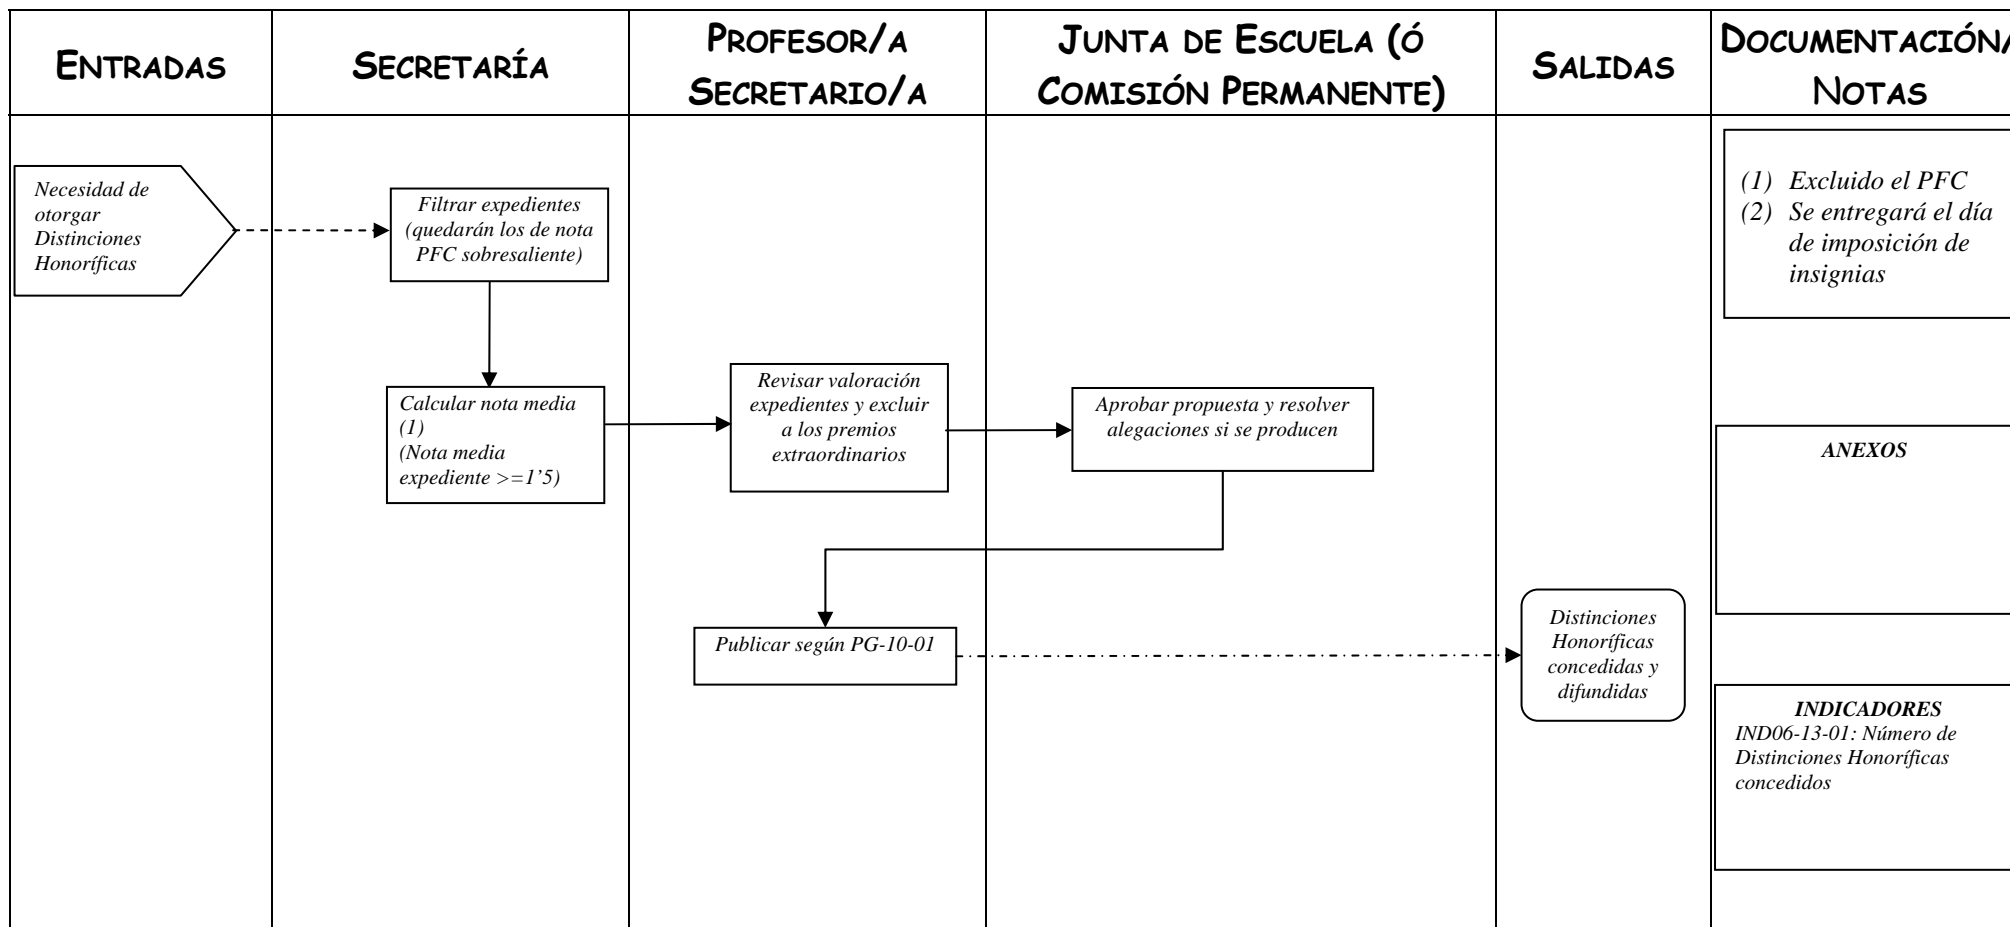 ENTRADAS
SECRETARÍA
PROFESOR/A
SECRETARIO/A
JUNTA DE ESCUELA (Ó
COMISIÓN PERMANENTE)
SALIDAS
DOCUMENTACIÓN/
NOTAS
Necesidad de
otorgar
Distinciones
Honoríficas
Filtrar expedientes
(quedarán los de nota
PFC sobresaliente)
Calcular nota media
(1)
(Nota media
expediente >=1’5)
Revisar valoración
expedientes y excluir
a los premios
extraordinarios
Aprobar propuesta y resolver
alegaciones si se producen
Publicar según PG-10-01
Distinciones
Honoríficas
concedidas y
difundidas
(1) Excluido el PFC
(2) Se entregará el día
de imposición de
insignias
ANEXOS
INDICADORES
IND06-13-01: Número de
Distinciones Honoríficas
concedidos